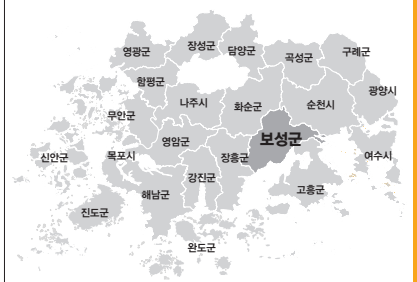 영광군
장성군
담양군
곡성군
구례군
함평군
나주시
화순군
순천시
광양시
무안군
신안군
목포시
영암군
장흥군
보성군
여수시
강진군
해남군
고흥군
진도군
완도군